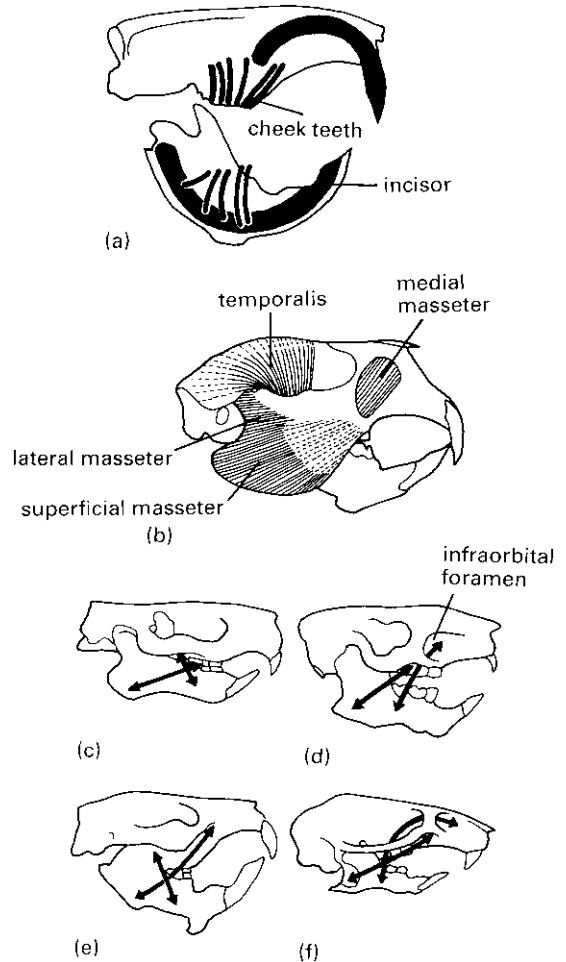 cheek teeth
incisor
(a)
medial
masseter
temporalis
lateral masseter
superficial masseter
(b)
infraorbital
foramen
(c)
(d)
(e)
(f)